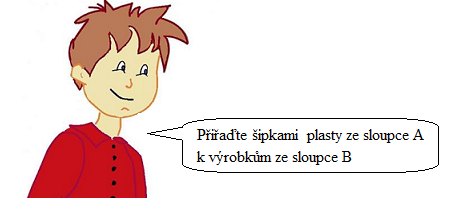 Přiřaďte šipkami plasty ze sloupce A
k výrobkům ze sloupce B